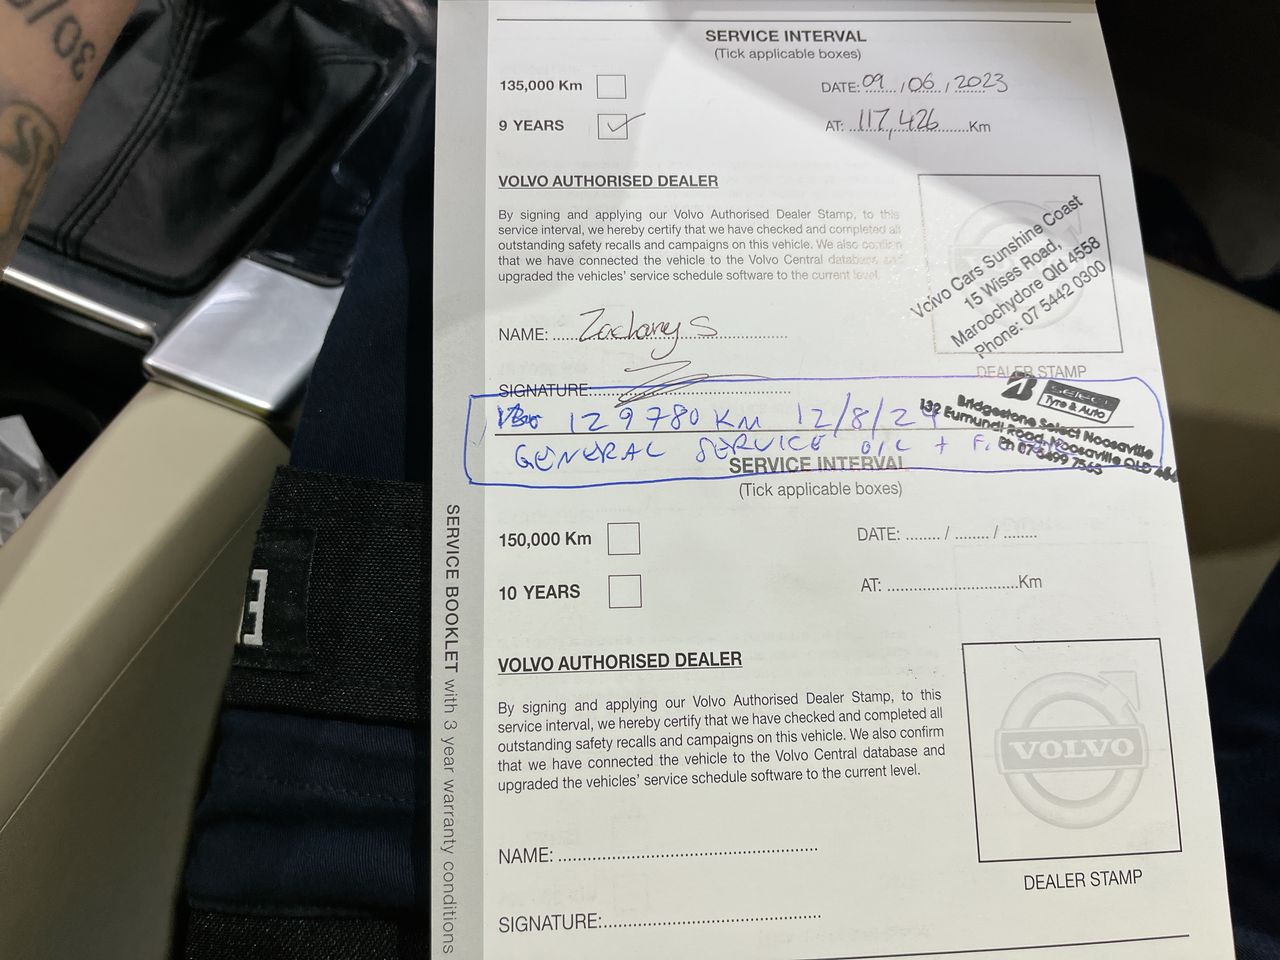 SERVICE INTERVAL
(Tick applicable boxes)
135,000 Km
DATE: 09 / 06 / 2023
9 YEARS
AT: 117,426 Km
VOLVO AUTHORISED DEALER
By signing and applying our Volvo Authorised Dealer Stamp, to this
service interval, we hereby certify that we have checked and completed all
outstanding safety recalls and campaigns on this vehicle. We also confirm
that we have connected the vehicle to the Volvo Central database and
upgraded the vehicles' service schedule software to the current level.
Volvo Cars Sunshine Coast
15 Wises Road,
Maroochydore Qld 4558
Phone: 07 5442 0300
NAME: Zachary S
DEALER STAMP
SIGNATURE:
129780 KM 12/8/24
GENERAL SERVICE OIL + F.
SELECT
Tyre & Auto
Bridgestone Select Noosaville
132 Eumundi Road, Noosaville QLD
Ph 07 5499 7565
SERVICE INTERVAL
(Tick applicable boxes)
150,000 Km
DATE: ........ / ....... / ........
10 YEARS
AT: ............................Km
VOLVO AUTHORISED DEALER
By signing and applying our Volvo Authorised Dealer Stamp, to this
service interval, we hereby certify that we have checked and completed all
outstanding safety recalls and campaigns on this vehicle. We also confirm
that we have connected the vehicle to the Volvo Central database and
upgraded the vehicles' service schedule software to the current level.
VOLVO
NAME:
DEALER STAMP
SIGNATURE:
SERVICE BOOKLET with 3 year warranty conditions